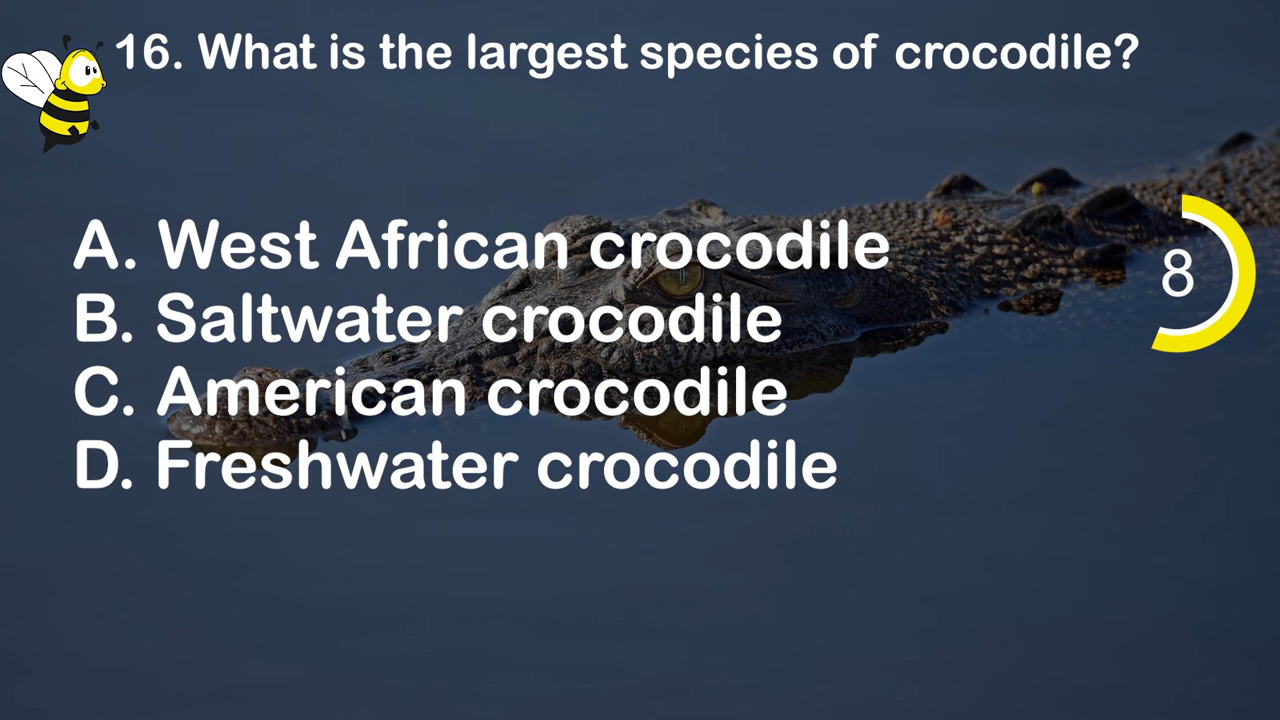 16. What is the largest species of crocodile?
A. West African crocodile
B. Saltwater crocodile
8
C. American crocodile
D. Freshwater crocodile